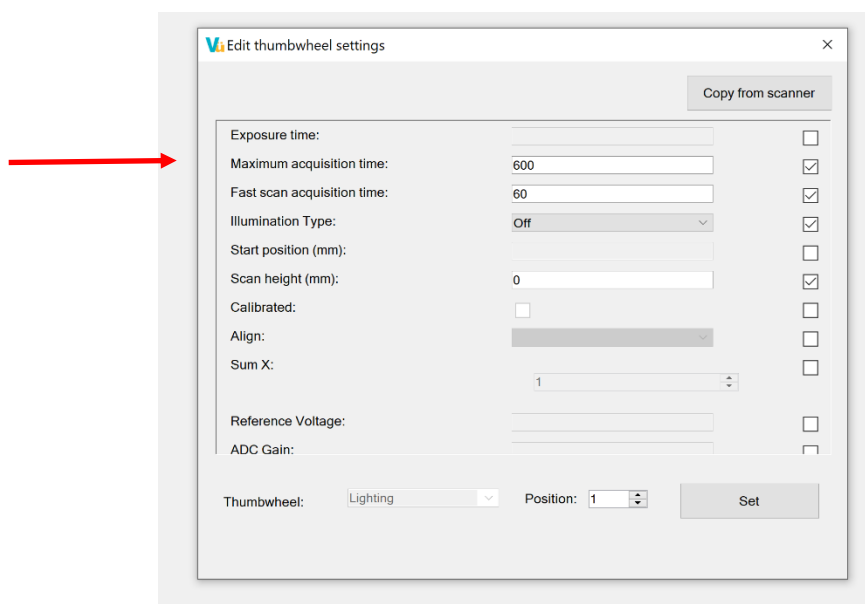 Edit thumbwheel settings
Copy from scanner
Exposure time:
Maximum acquisition time: 600
Fast scan acquisition time: 60
Illumination Type: Off
Start position (mm):
Scan height (mm): 0
Calibrated:
Align:
Sum X:
1
Reference Voltage:
ADC Gain:
Thumbwheel: Lighting Position: 1 Set